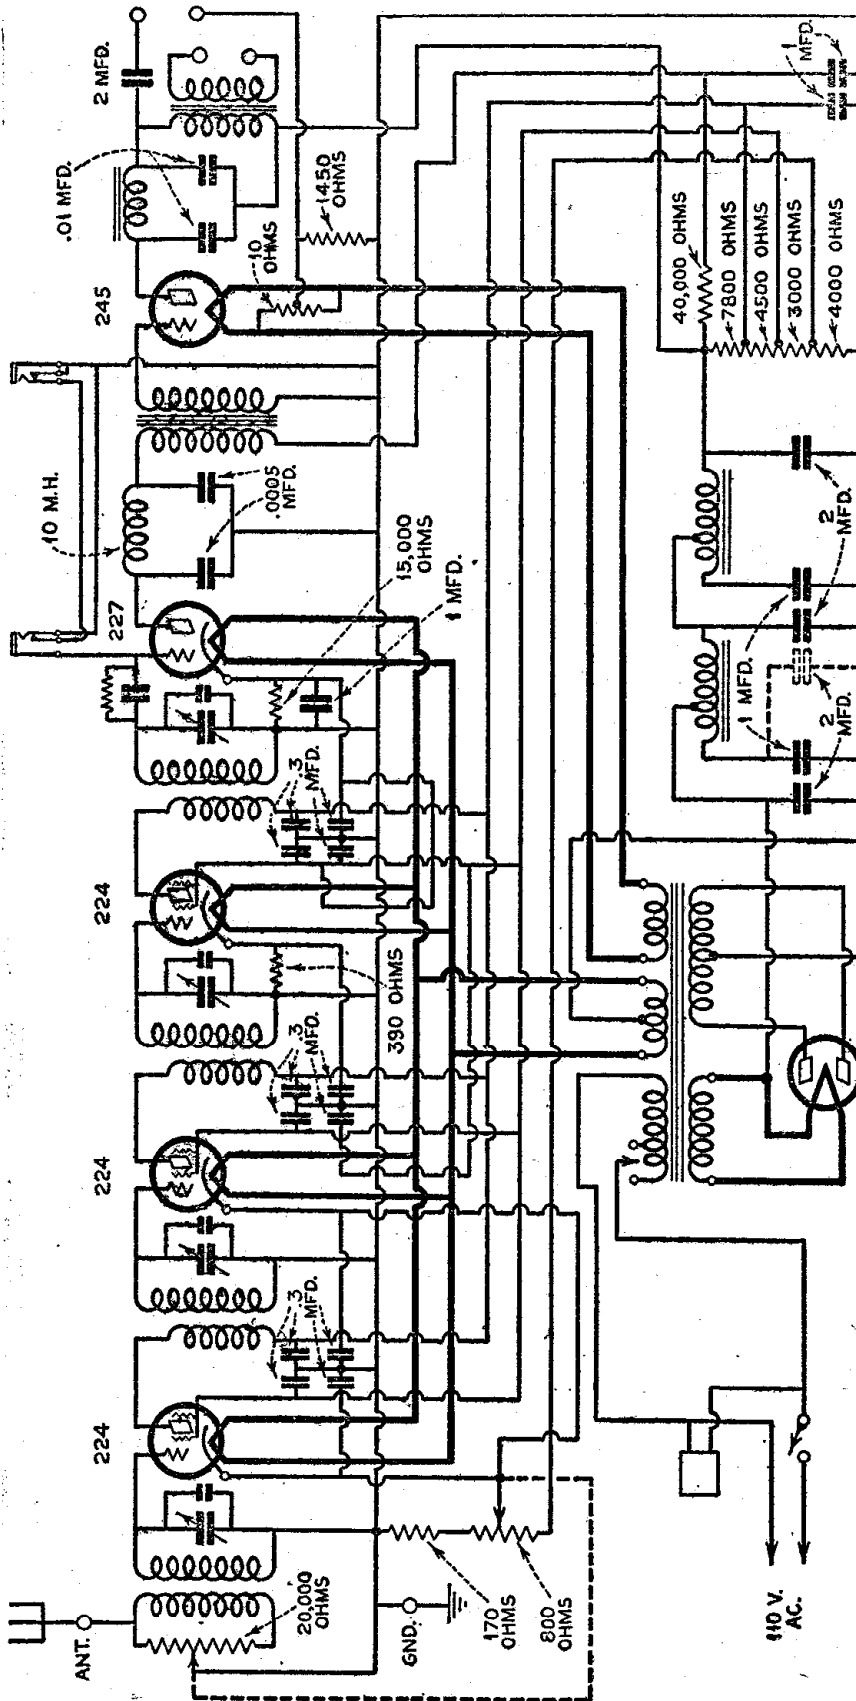 ANT.
20,000
OHMS
GND.
170
OHMS
800
OHMS
110 V.
AC.
224
.3
MFD.
224
.3
MFD.
390 OHMS
224
.3
MFD.
227
15,000
OHMS
1 MFD.
10 M.H.
.0005
MFD.
245
10
OHMS
1450
OHMS
.01 MFD.
2 MFD.
2
MFD.
1 MFD.
2
MFD.
40,000 OHMS
7800 OHMS
4500 OHMS
3000 OHMS
4000 OHMS
1
MFD.